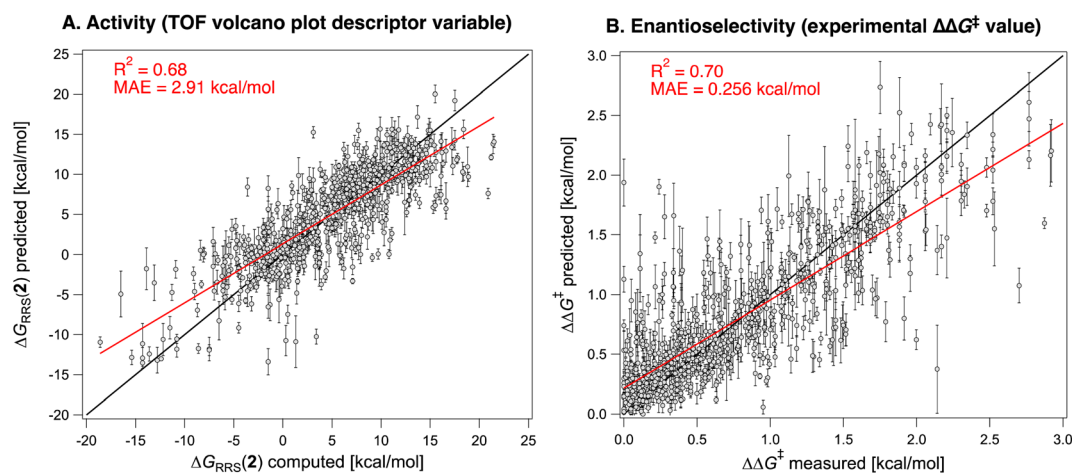 A. Activity (TOF volcano plot descriptor variable)
R² = 0.68
MAE = 2.91 kcal/mol
25
20
15
10
5
0
-5
-10
-15
-20
ΔG_RRS(2) predicted [kcal/mol]
-20 -15 -10 -5 0 5 10 15 20 25
ΔG_RRS(2) computed [kcal/mol]
B. Enantioselectivity (experimental ΔΔG‡ value)
R² = 0.70
MAE = 0.256 kcal/mol
3.0
2.5
2.0
1.5
1.0
0.5
0.0
ΔΔG‡ predicted [kcal/mol]
0.0 0.5 1.0 1.5 2.0 2.5 3.0
ΔΔG‡ measured [kcal/mol]